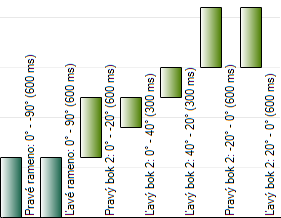 Pravé rameno: 0° - -90° (600 ms)
Ľavé rameno: 0° - 90° (600 ms)
Pravý bok 2: 0° - -20° (600 ms)
Ľavý bok 2: 0° - 40° (300 ms)
Ľavý bok 2: 40° - 20° (300 ms)
Pravý bok 2: -20° - 0° (600 ms)
Ľavý bok 2: 20° - 0° (600 ms)